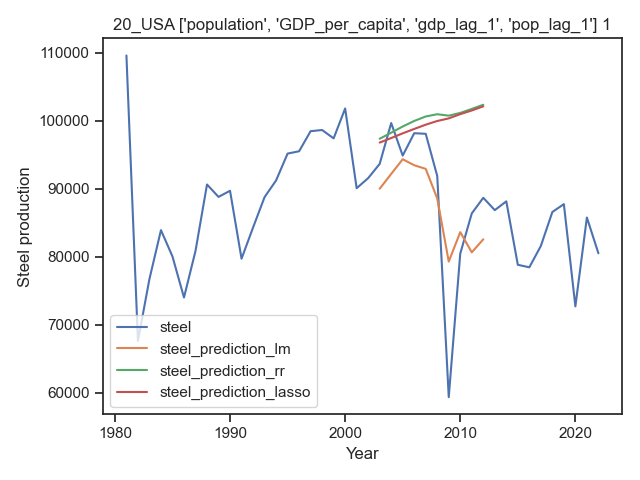 20_USA ['population', 'GDP_per_capita', 'gdp_lag_1', 'pop_lag_1'] 1
110000
100000
90000
80000
70000
60000
Steel production
steel
steel_prediction_lm
steel_prediction_rr
steel_prediction_lasso
1980 1990 2000 2010 2020
Year